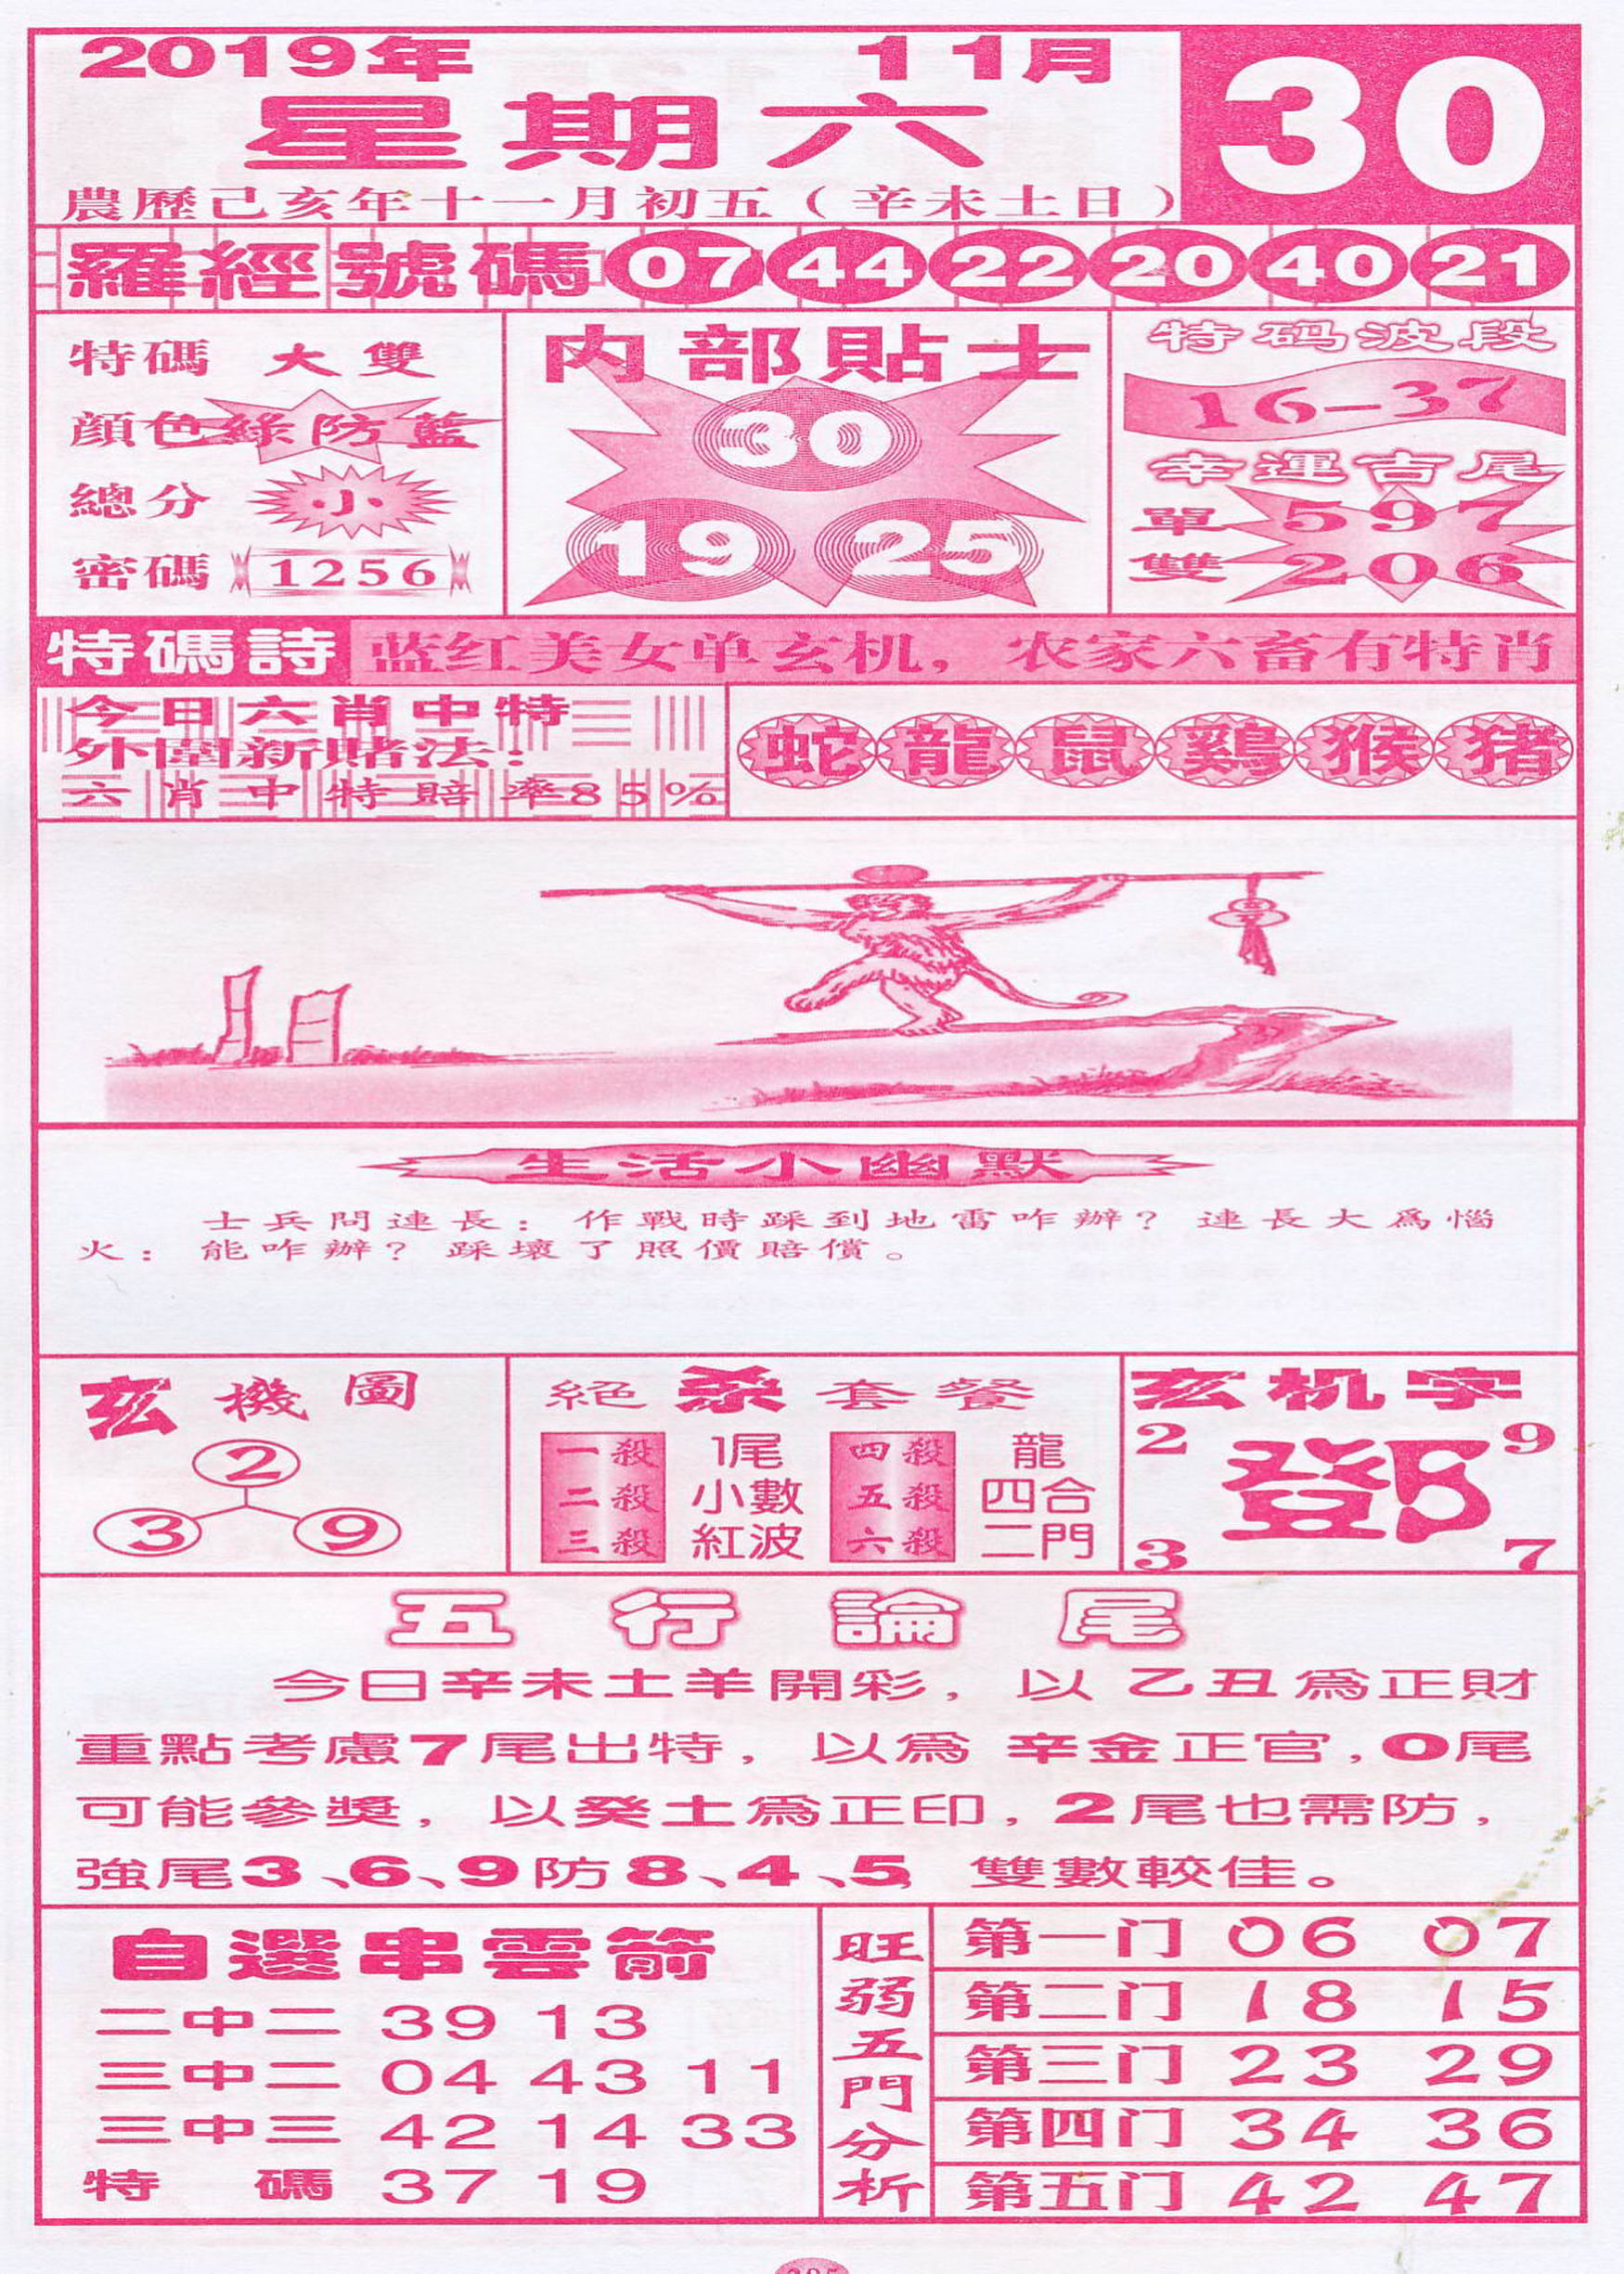 2019年 11月 30
星期六
農歷己亥年十一月初五（辛未土日）
羅經號碼 07 44 22 20 40 21
特碼 大雙
顔色綠防藍
總分 小
密碼 1256
内部貼士
30
19 25
特码波段
16-37
幸運吉尾
單 597
雙 206
特碼詩 蓝红美女单玄机，农家六畜有特肖
今日六肖中特
外圍新賭法：
六肖中特賠率85%
蛇 龍 鼠 鷄 猴 猪
生活小幽默
士兵問連長：作戰時踩到地雷咋辦？連長大爲惱
火：能咋辦？踩壞了照價賠償。
玄機圖
2
3 9
絕杀套餐
一殺 1尾 四殺 龍
二殺 小數 五殺 四合
三殺 紅波 六殺 二門
玄机字
2 9
鄧
3 7
五行論尾
今日辛未土羊開彩，以乙丑爲正財
重點考慮7尾出特，以爲辛金正官，0尾
可能參獎，以癸土爲正印，2尾也需防，
強尾3、6、9防8、4、5，雙數較佳。
自選串雲箭
二中二 39 13
三中二 04 43 11
三中三 42 14 33
特碼 37 19
旺弱五門分析
第一门 06 07
第二门 18 15
第三门 23 29
第四门 34 36
第五门 42 47